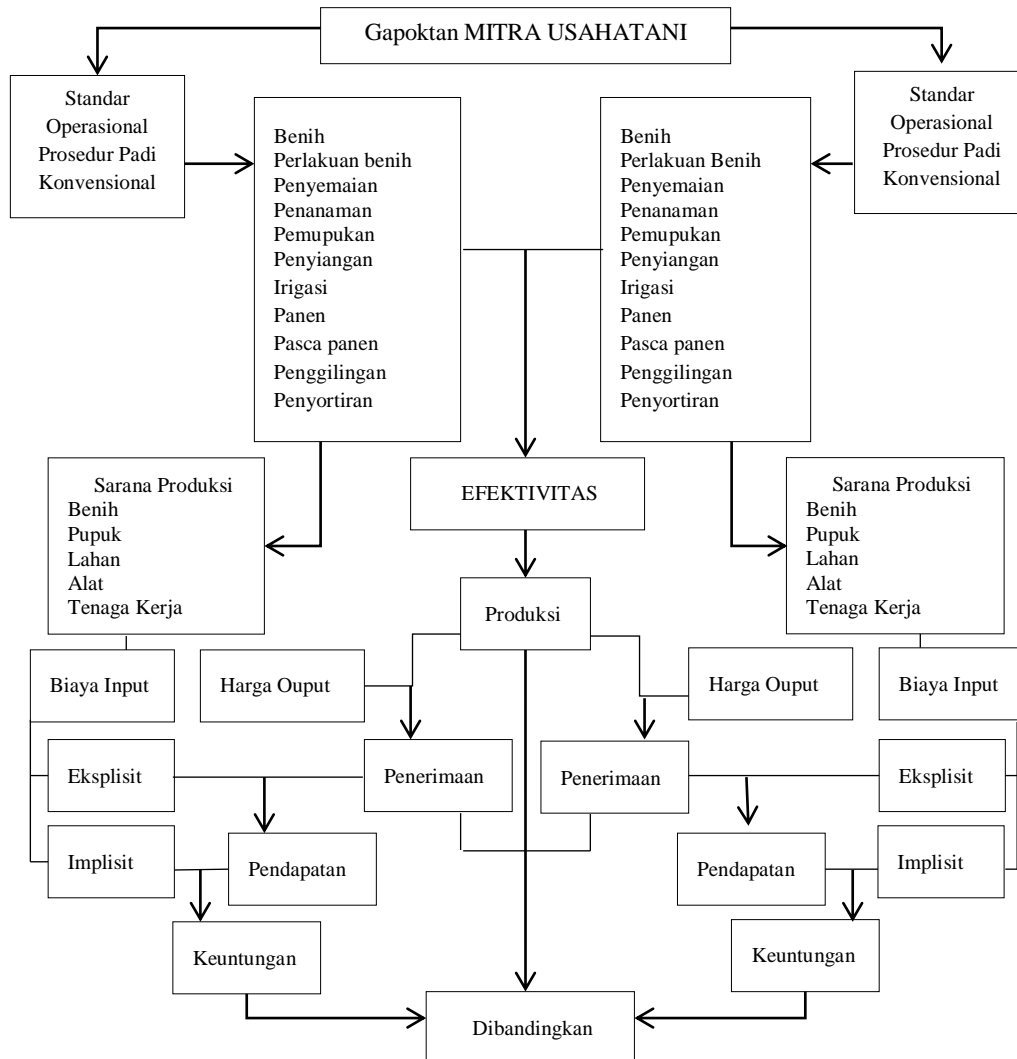 Gapoktan MITRA USAHATANI
Standar
Operasional
Prosedur Padi
Konvensional
Benih
Perlakuan benih
Penyemaian
Penanaman
Pemupukan
Penyiangan
Irigasi
Panen
Pasca panen
Penggilingan
Penyortiran
Benih
Perlakuan Benih
Penyemaian
Penanaman
Pemupukan
Penyiangan
Irigasi
Panen
Pasca panen
Penggilingan
Penyortiran
Standar
Operasional
Prosedur Padi
Konvensional
Sarana Produksi
Benih
Pupuk
Lahan
Alat
Tenaga Kerja
EFEKTIVITAS
Sarana Produksi
Benih
Pupuk
Lahan
Alat
Tenaga Kerja
Produksi
Biaya Input
Harga Ouput
Harga Ouput
Biaya Input
Eksplisit
Penerimaan
Penerimaan
Eksplisit
Implisit
Pendapatan
Pendapatan
Implisit
Keuntungan
Keuntungan
Dibandingkan